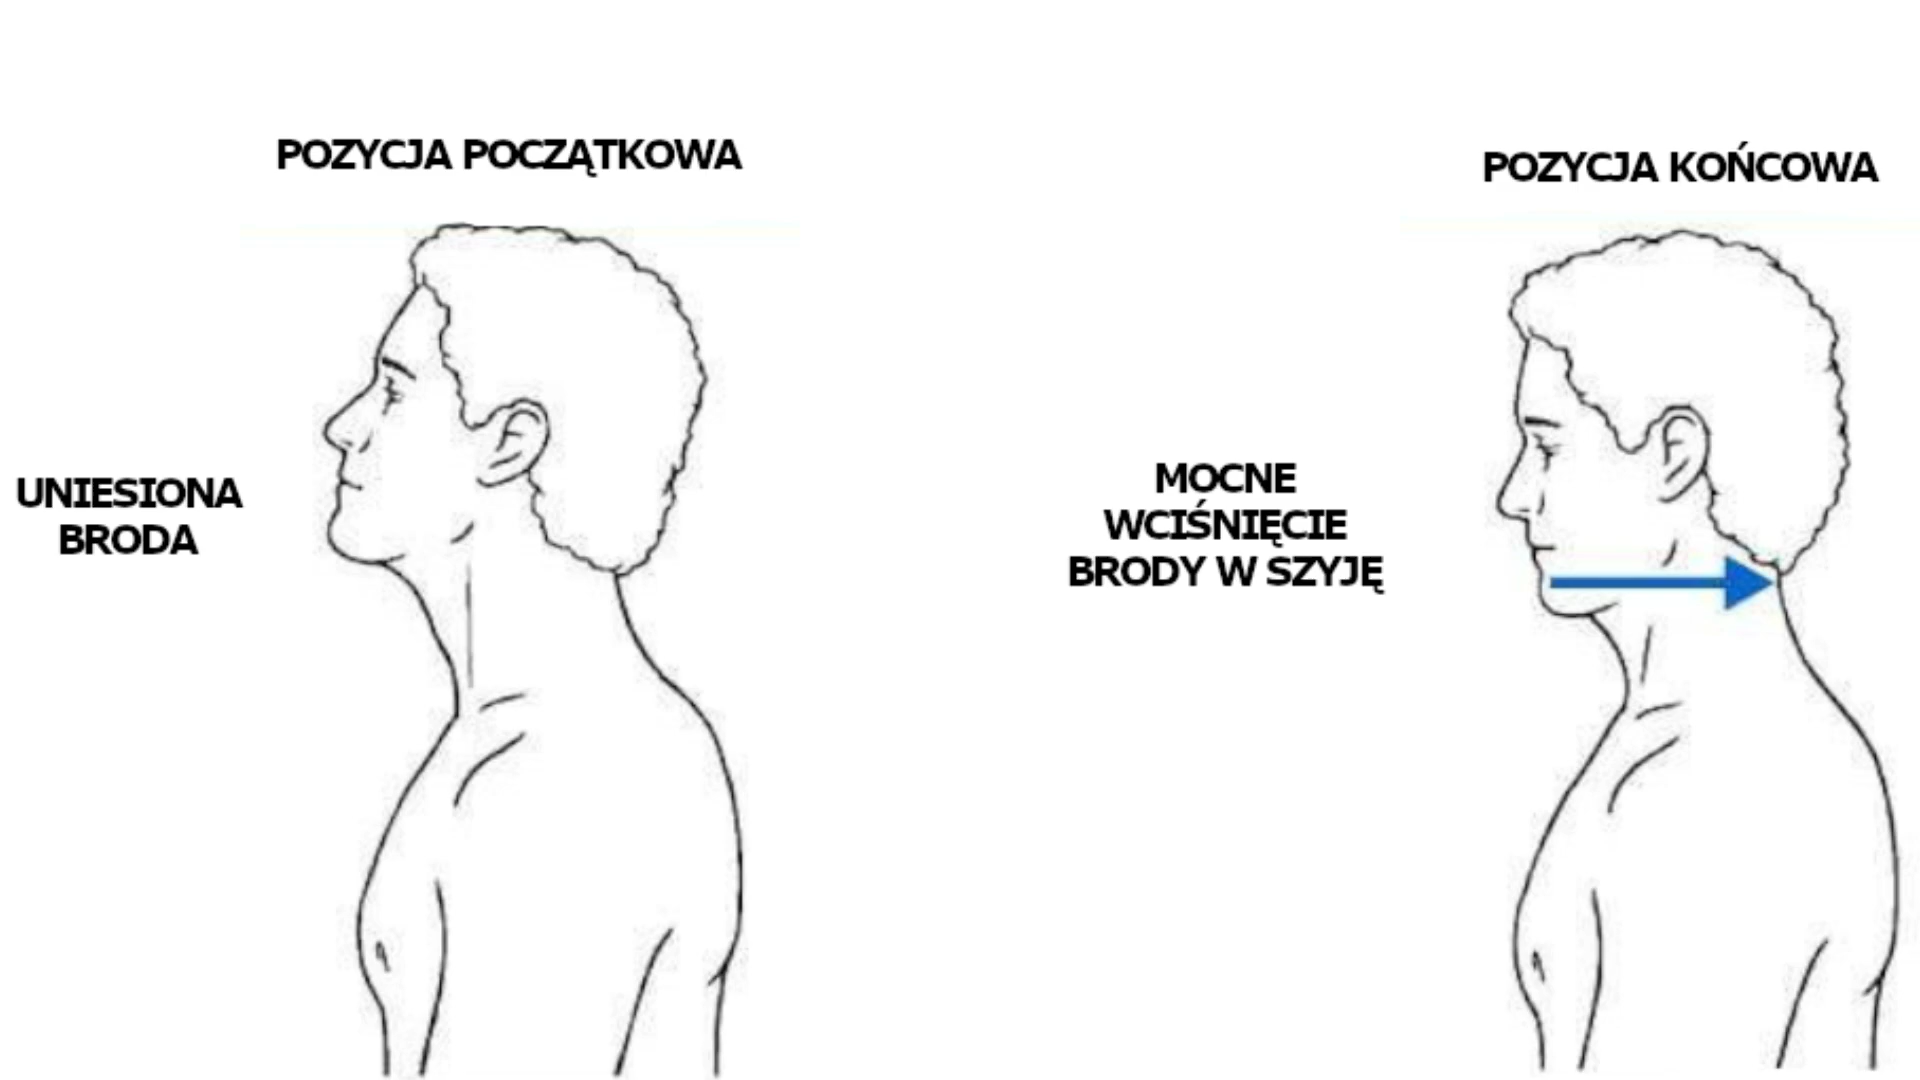 POZYCJA POCZĄTKOWA
UNIESIONA
BRODA
POZYCJA KOŃCOWA
MOCNE
WCIŚNIĘCIE
BRODY W SZYJĘ